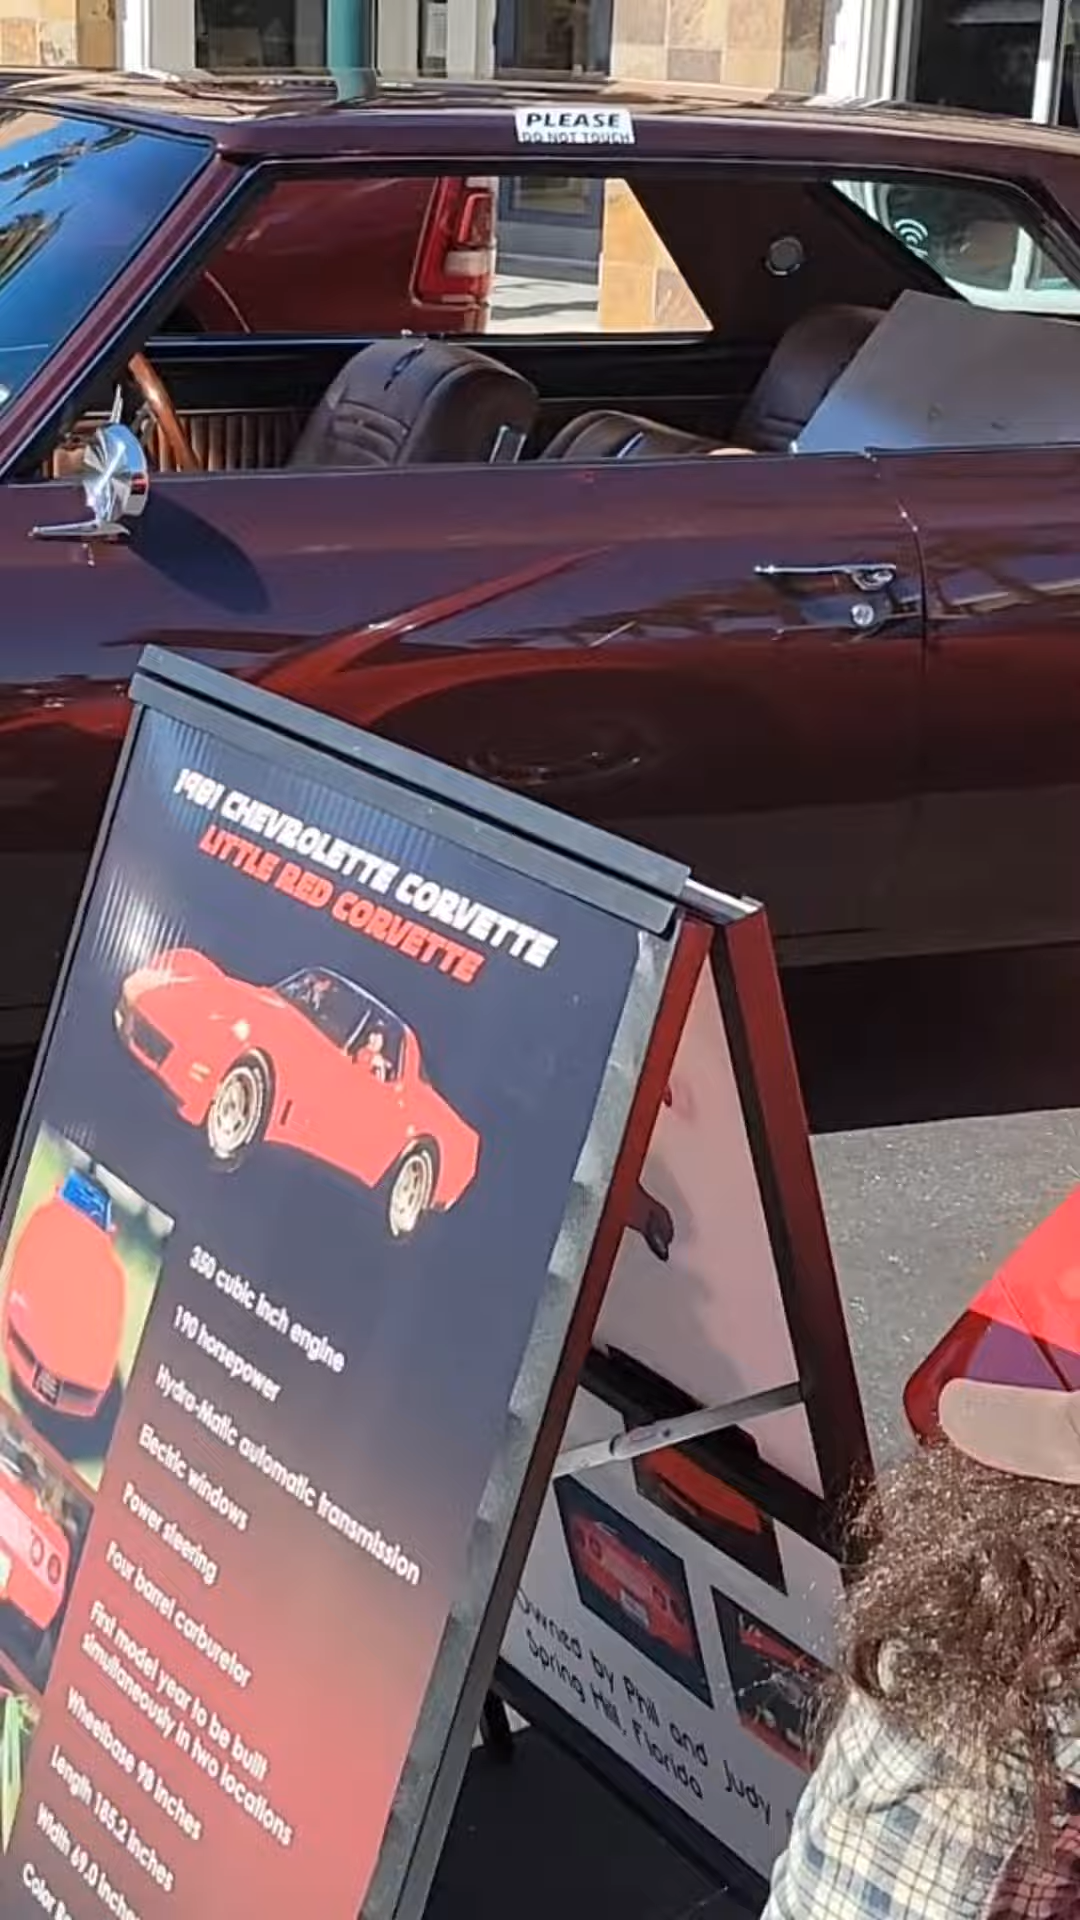 PLEASE
DO NOT TOUCH
1981 CHEVROLETTE CORVETTE
LITTLE RED CORVETTE
350 cubic inch engine
190 horsepower
Hydra-Matic automatic transmission
Electric windows
Power steering
Four barrel carburetor
First model year to be built
simultaneously in two locations
Wheelbase 98 inches
Length 185.2 inches
Width 69.0 inches
Color
Owned by Phil and Judy
Spring Hill, Florida